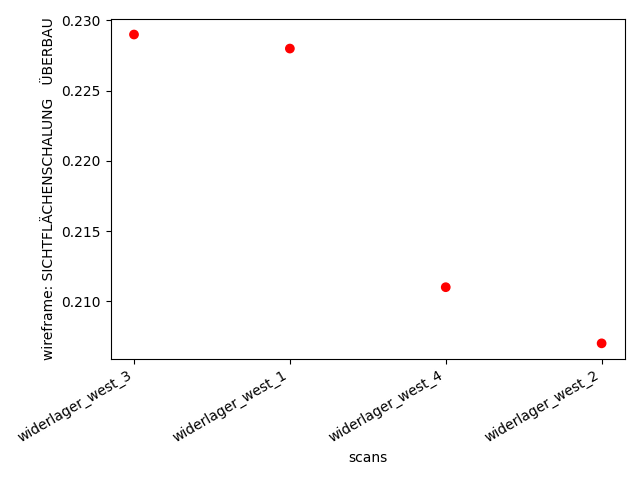 wireframe: SICHTFLÄCHENSCHALUNG   ÜBERBAU
0.230
0.225
0.220
0.215
0.210
widerlager_west_3
widerlager_west_1
widerlager_west_4
widerlager_west_2
scans